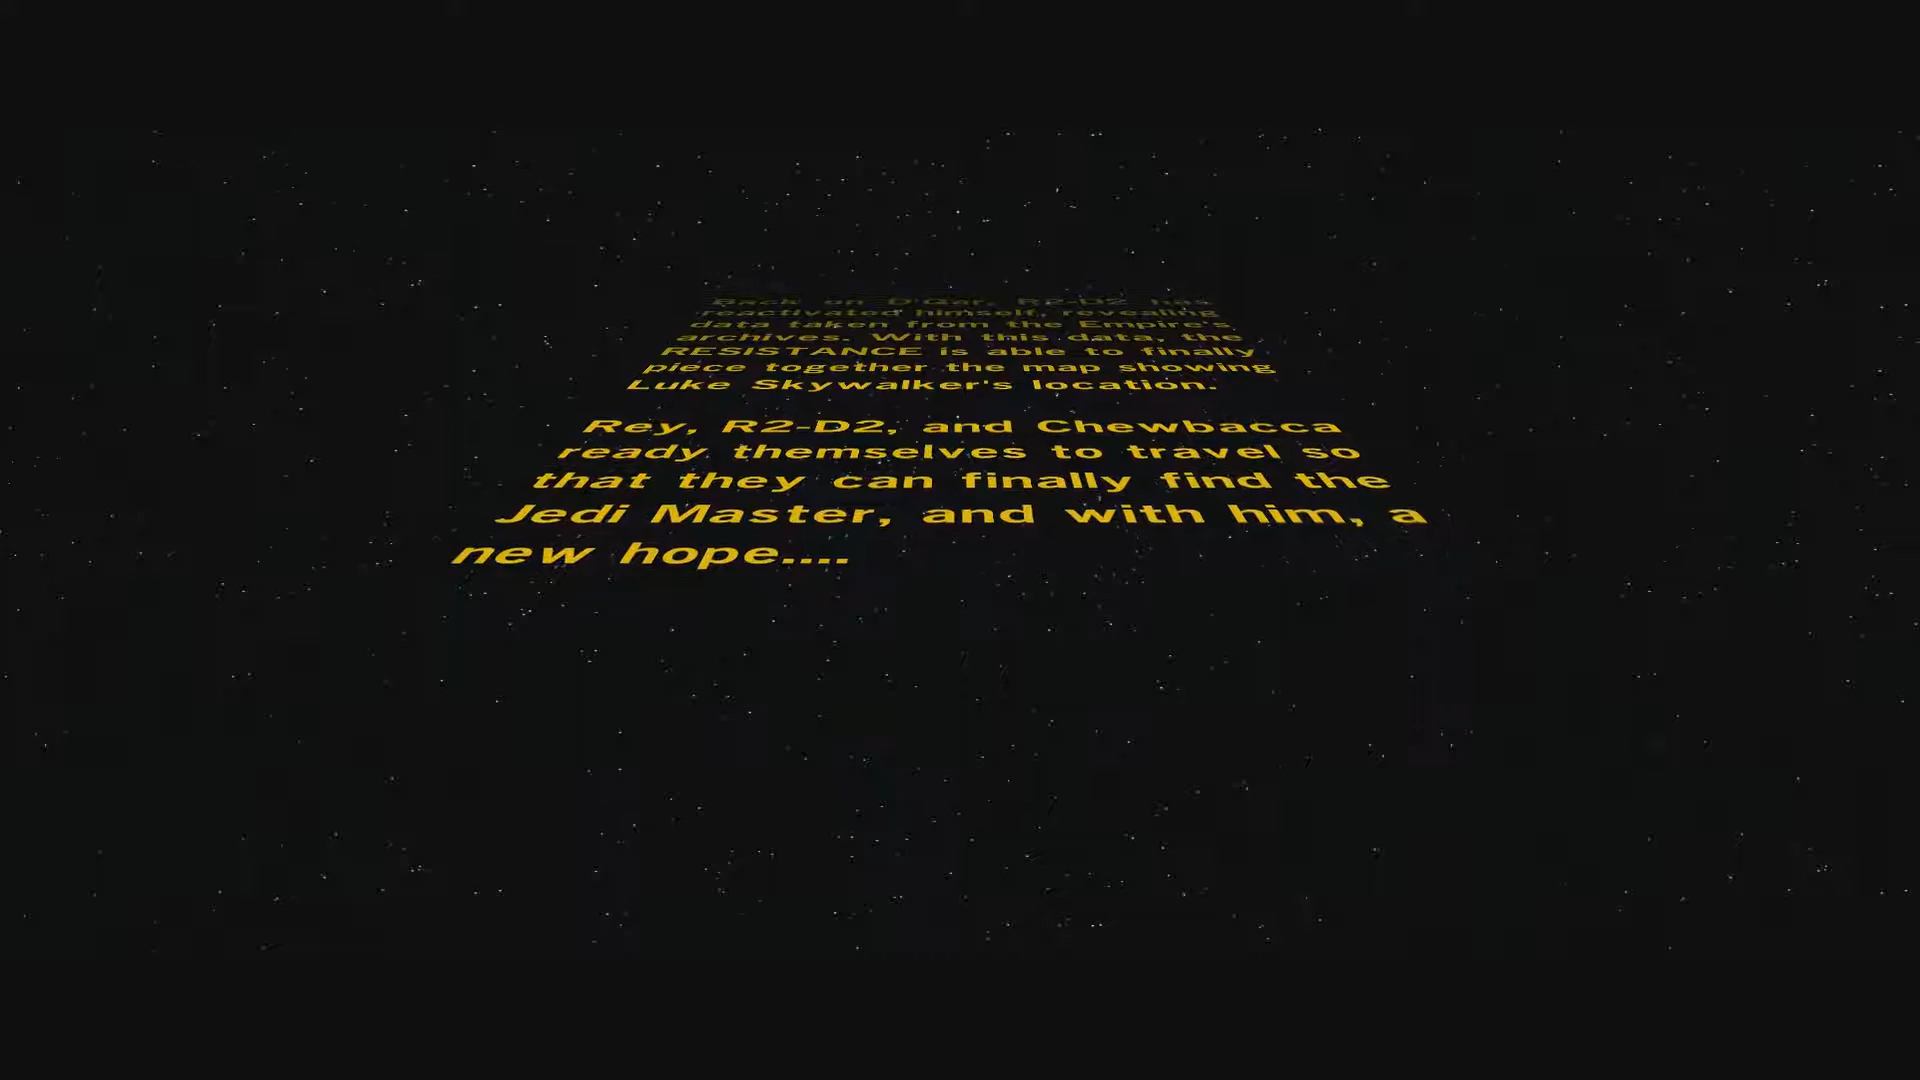 Back on D'Qar, R2-D2 has
reactivated himself, revealing
data taken from the Empire's
archives. With this data, the
RESISTANCE is able to finally
piece together the map showing
Luke Skywalker's location.
Rey, R2-D2, and Chewbacca
ready themselves to travel so
that they can finally find the
Jedi Master, and with him, a
new hope....